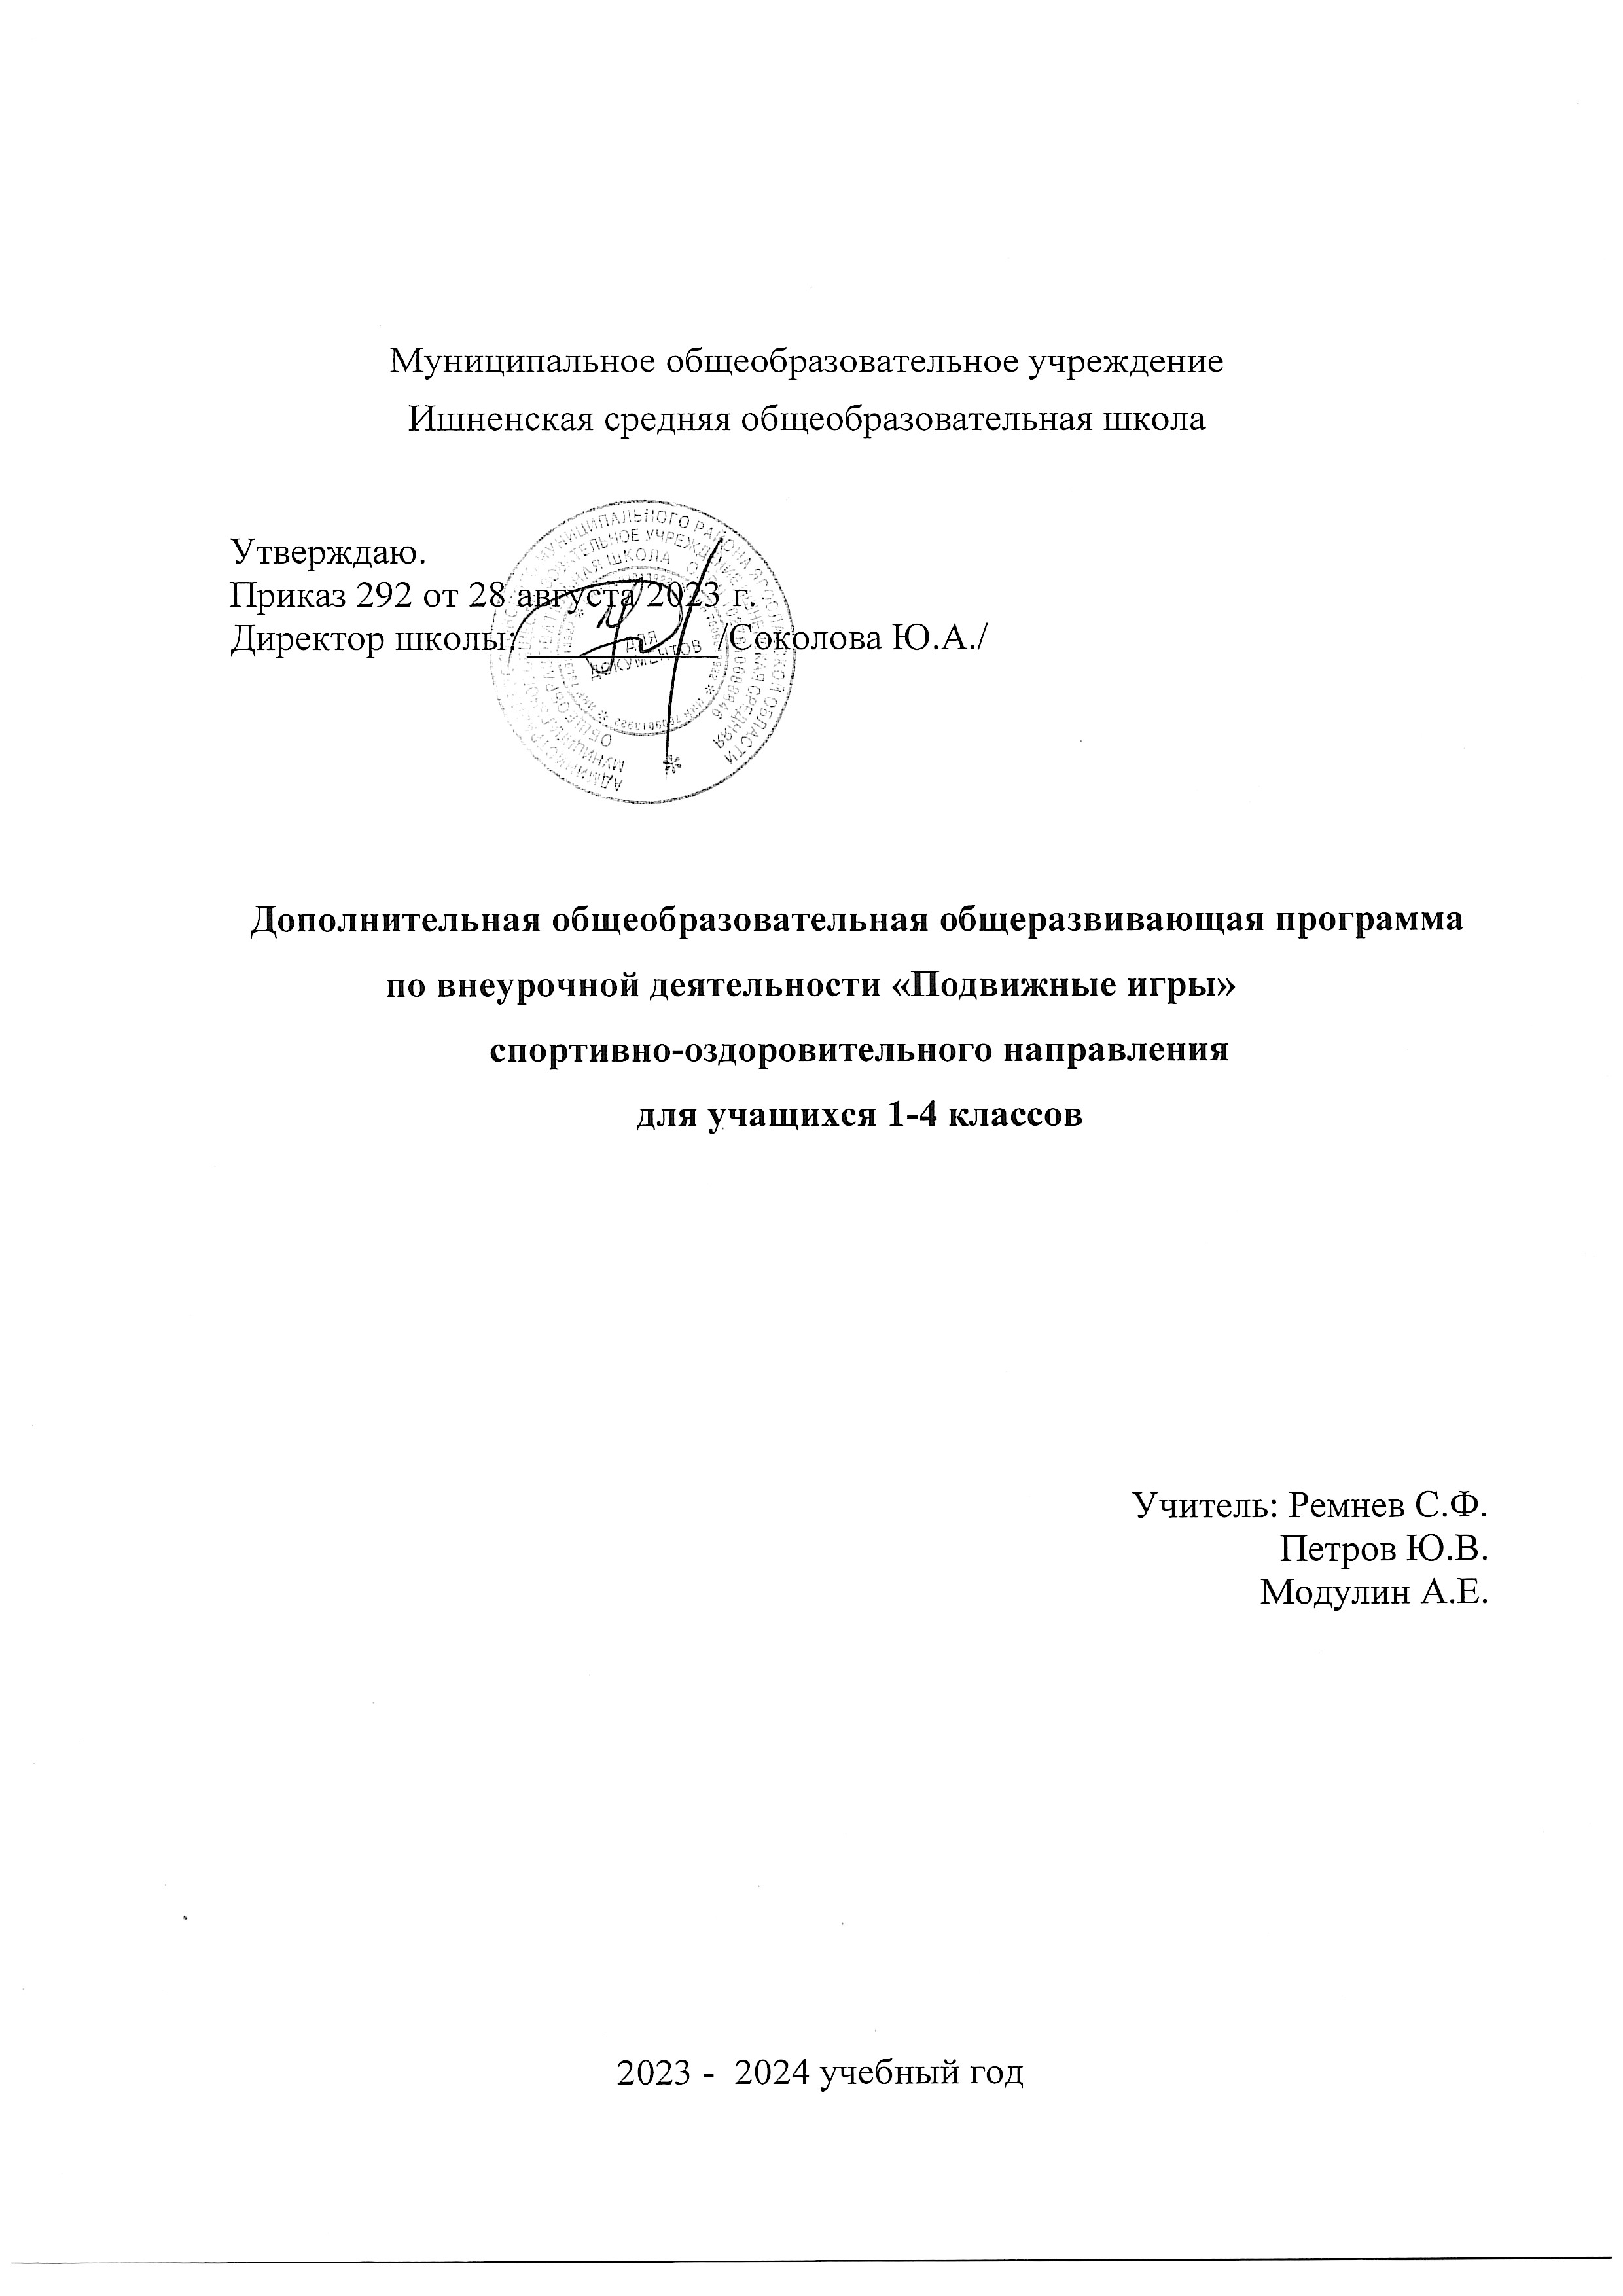 Муниципальное общеобразовательное учреждение
Ишненская средняя общеобразовательная школа
Утверждаю.
Приказ 292 от 28 августа 2023 г.
Директор школы: /Соколова Ю.А./
ДЛЯ
ДОКУМЕНТОВ
Дополнительная общеобразовательная общеразвивающая программа
по внеурочной деятельности «Подвижные игры»
спортивно-оздоровительного направления
для учащихся 1-4 классов
Учитель: Ремнев С.Ф.
Петров Ю.В.
Модулин А.Е.
2023 - 2024 учебный год